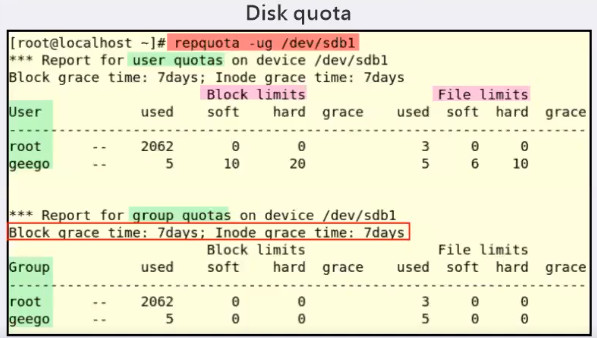 Disk quota
[root@localhost ~]# repquota -ug /dev/sdb1
*** Report for user quotas on device /dev/sdb1
Block grace time: 7days; Inode grace time: 7days
Block limits File limits
User used soft hard grace used soft hard grace
----------------------------------------------------------------------
root -- 2062 0 0 3 0 0
geego -- 5 10 20 5 6 10
*** Report for group quotas on device /dev/sdb1
Block grace time: 7days; Inode grace time: 7days
Block limits File limits
Group used soft hard grace used soft hard grace
----------------------------------------------------------------------
root -- 2062 0 0 3 0 0
geego -- 5 0 0 5 0 0